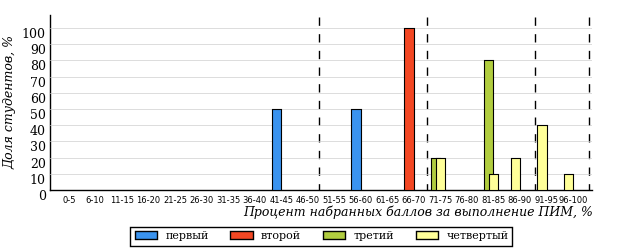 Доля студентов, %
100
90
80
70
60
50
40
30
20
10
0
0-5 6-10 11-15 16-20 21-25 26-30 31-35 36-40 41-45 46-50 51-55 56-60 61-65 66-70 71-75 76-80 81-85 86-90 91-95 96-100
Процент набранных баллов за выполнение ПИМ, %
первый второй третий четвертый